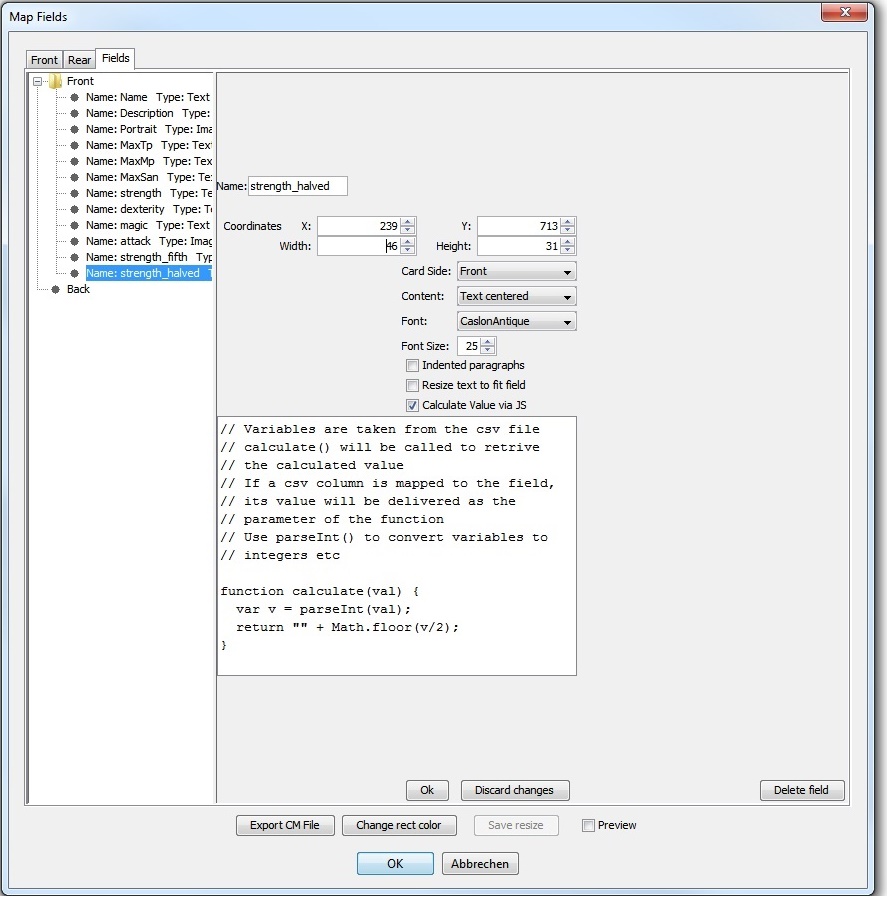 Map Fields
Front Rear Fields
Front
Name: Name Type: Text
Name: Description Type:
Name: Portrait Type: Ima
Name: MaxTp Type: Text
Name: MaxMp Type: Tex
Name: MaxSan Type: Te
Name: strength Type: Te
Name: dexterity Type: T
Name: magic Type: Text
Name: attack Type: Imag
Name: strength_fifth Typ
Name: strength_halved T
Back
Name: strength_halved
Coordinates X: 239 Y: 713
Width: 46 Height: 31
Card Side: Front
Content: Text centered
Font: CaslonAntique
Font Size: 25
Indented paragraphs
Resize text to fit field
Calculate Value via JS
// Variables are taken from the csv file
// calculate() will be called to retrive
// the calculated value
// If a csv column is mapped to the field,
// its value will be delivered as the
// parameter of the function
// Use parseInt() to convert variables to
// integers etc
function calculate(val) {
var v = parseInt(val);
return "" + Math.floor(v/2);
}
Ok Discard changes Delete field
Export CM File Change rect color Save resize Preview
OK Abbrechen